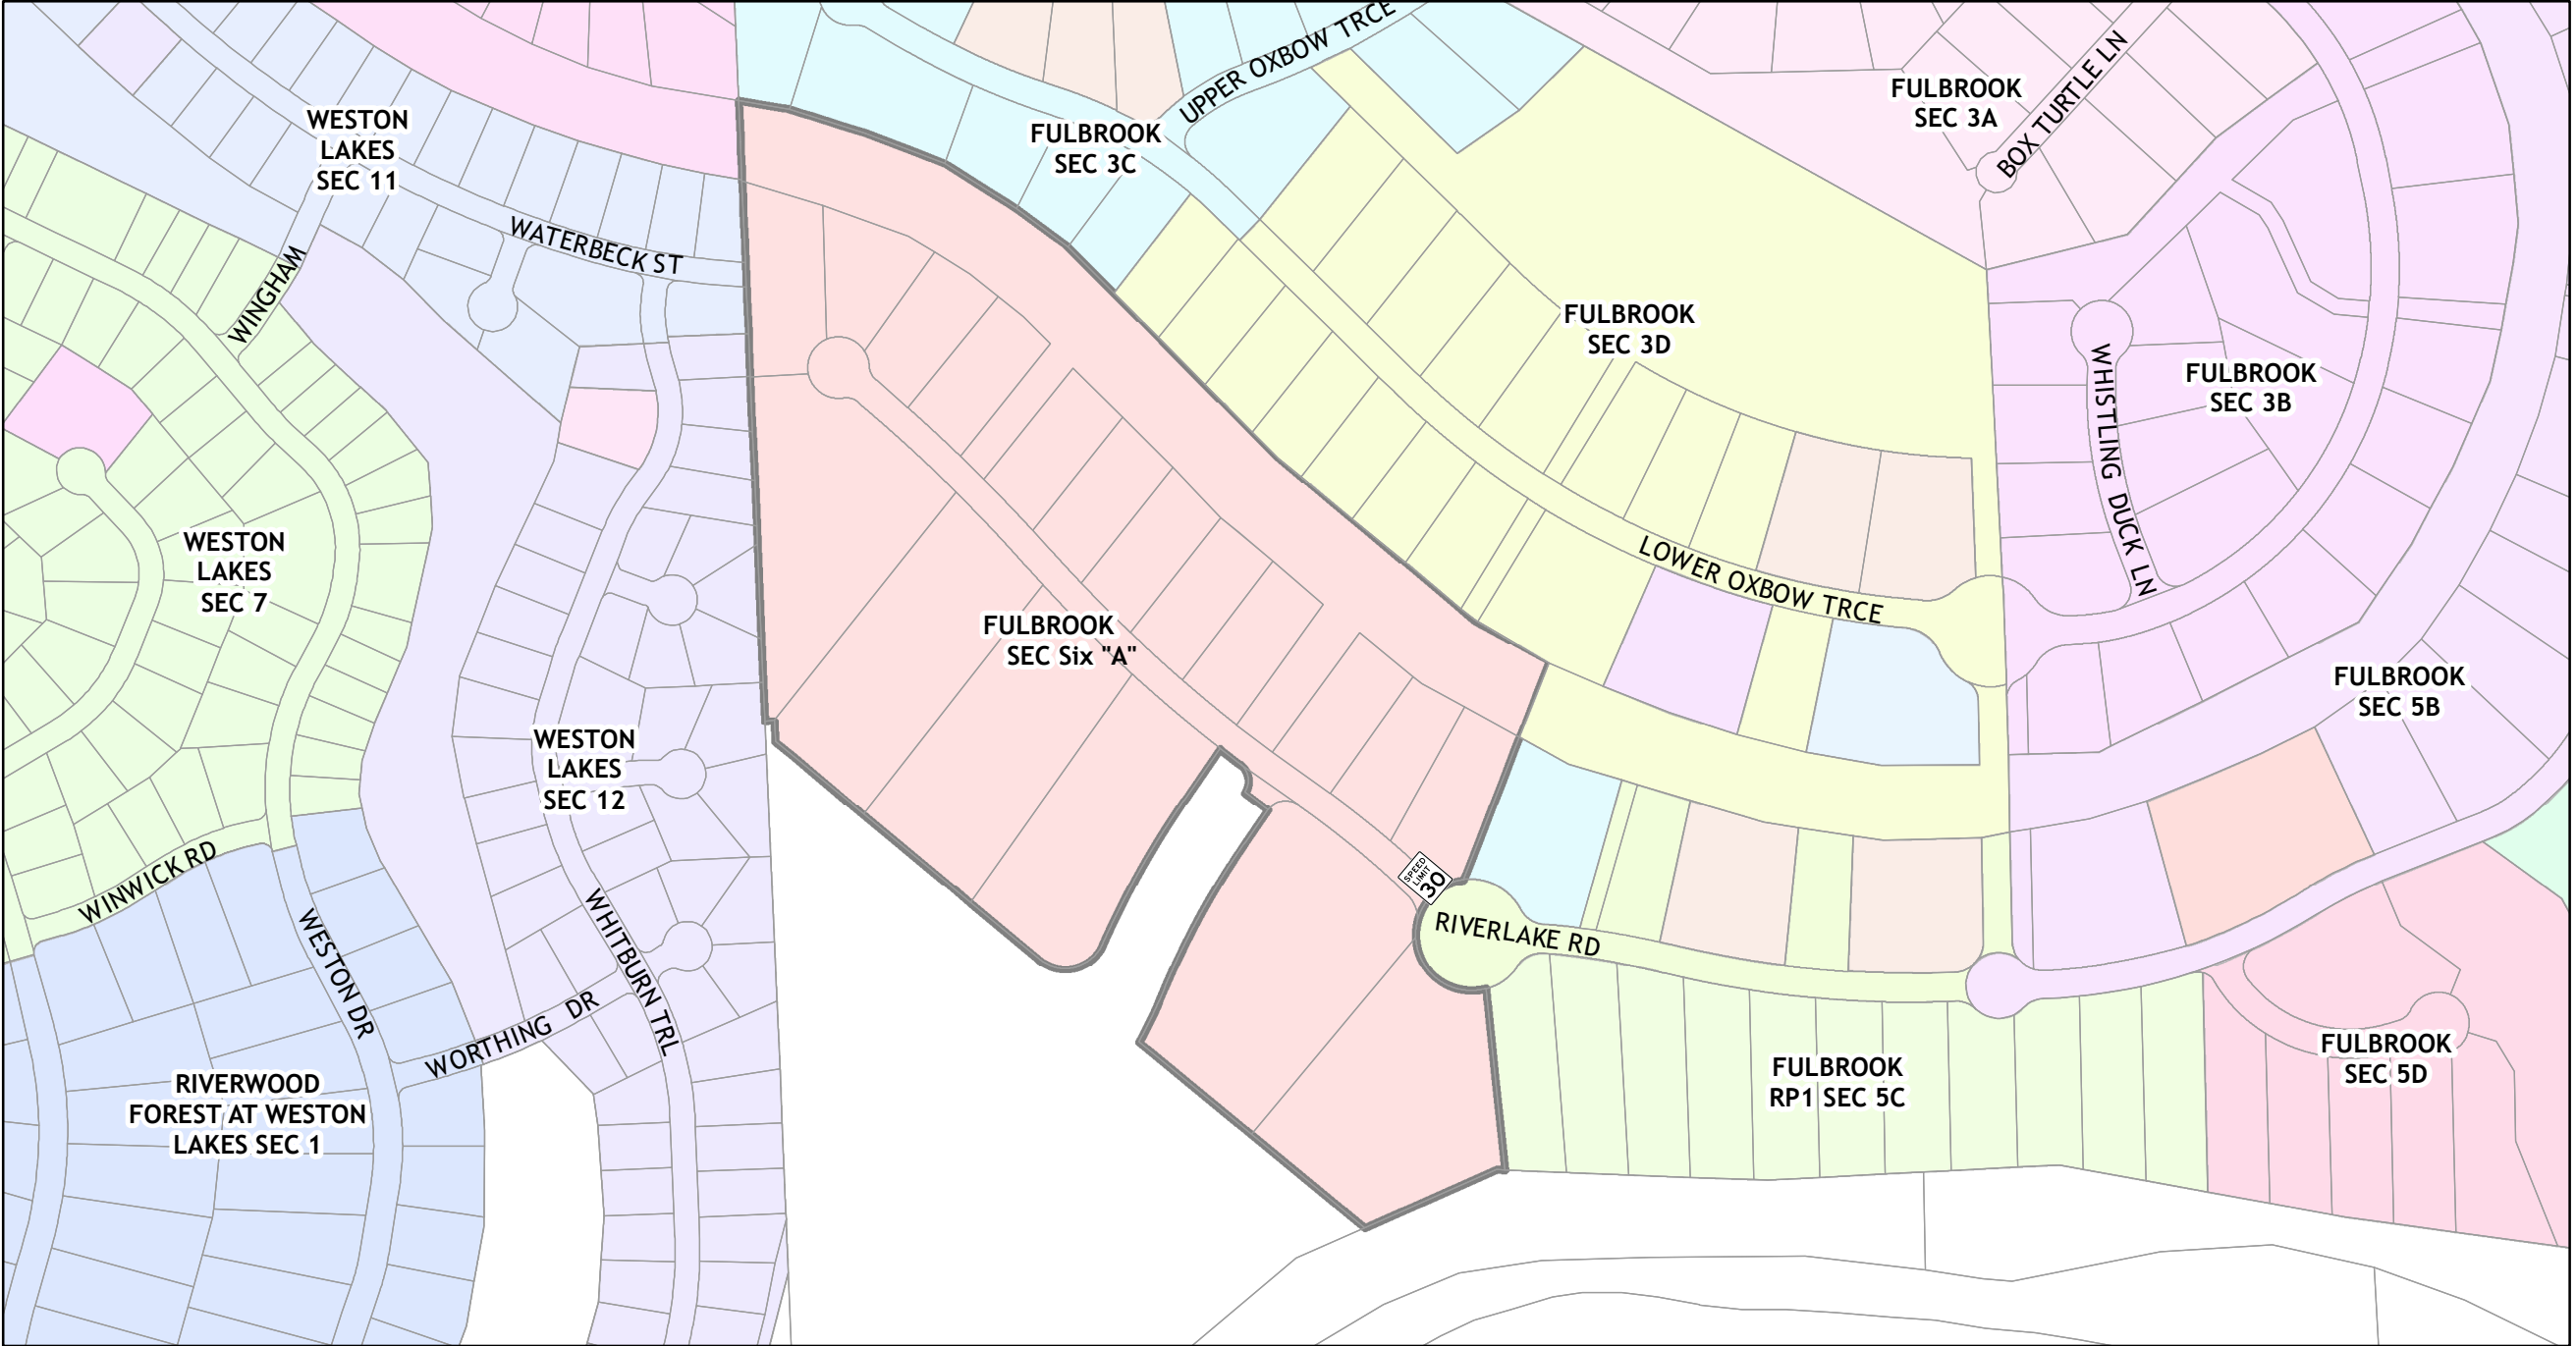 UPPER OXBOW TRCE
BOX TURTLE LN
FULBROOK
SEC 3A
WESTON
LAKES
SEC 11
FULBROOK
SEC 3C
WATERBECK ST
WINGHAM
FULBROOK
SEC 3D
WHISTLING DUCK LN
FULBROOK
SEC 3B
WESTON
LAKES
SEC 7
LOWER OXBOW TRCE
FULBROOK
SEC Six "A"
FULBROOK
SEC 5B
WESTON
LAKES
SEC 12
WINWICK RD
SPEED
LIMIT
30
RIVERLAKE RD
WESTON DR
WHITBURN TRL
WORTHING DR
FULBROOK
SEC 5D
FULBROOK
RP1 SEC 5C
RIVERWOOD
FOREST AT WESTON
LAKES SEC 1